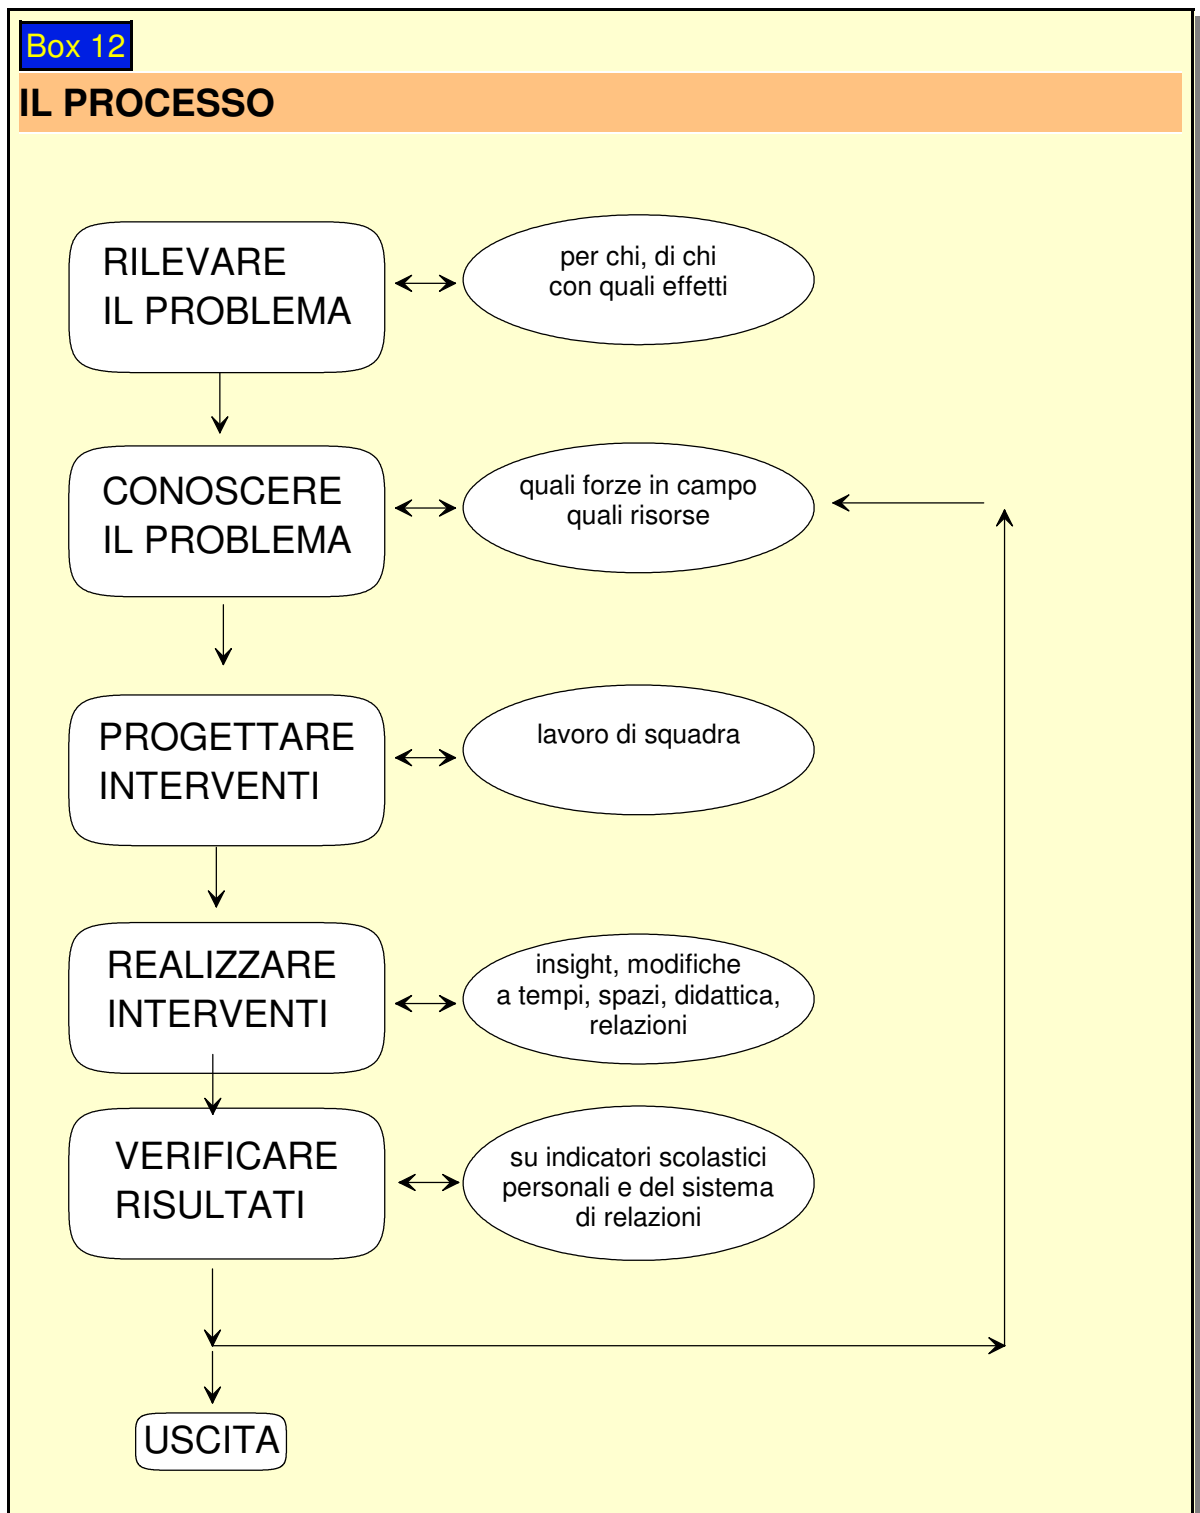 Box 12
IL PROCESSO
RILEVARE
IL PROBLEMA
per chi, di chi
con quali effetti
CONOSCERE
IL PROBLEMA
quali forze in campo
quali risorse
PROGETTARE
INTERVENTI
lavoro di squadra
REALIZZARE
INTERVENTI
insight, modifiche
a tempi, spazi, didattica,
relazioni
VERIFICARE
RISULTATI
su indicatori scolastici
personali e del sistema
di relazioni
USCITA